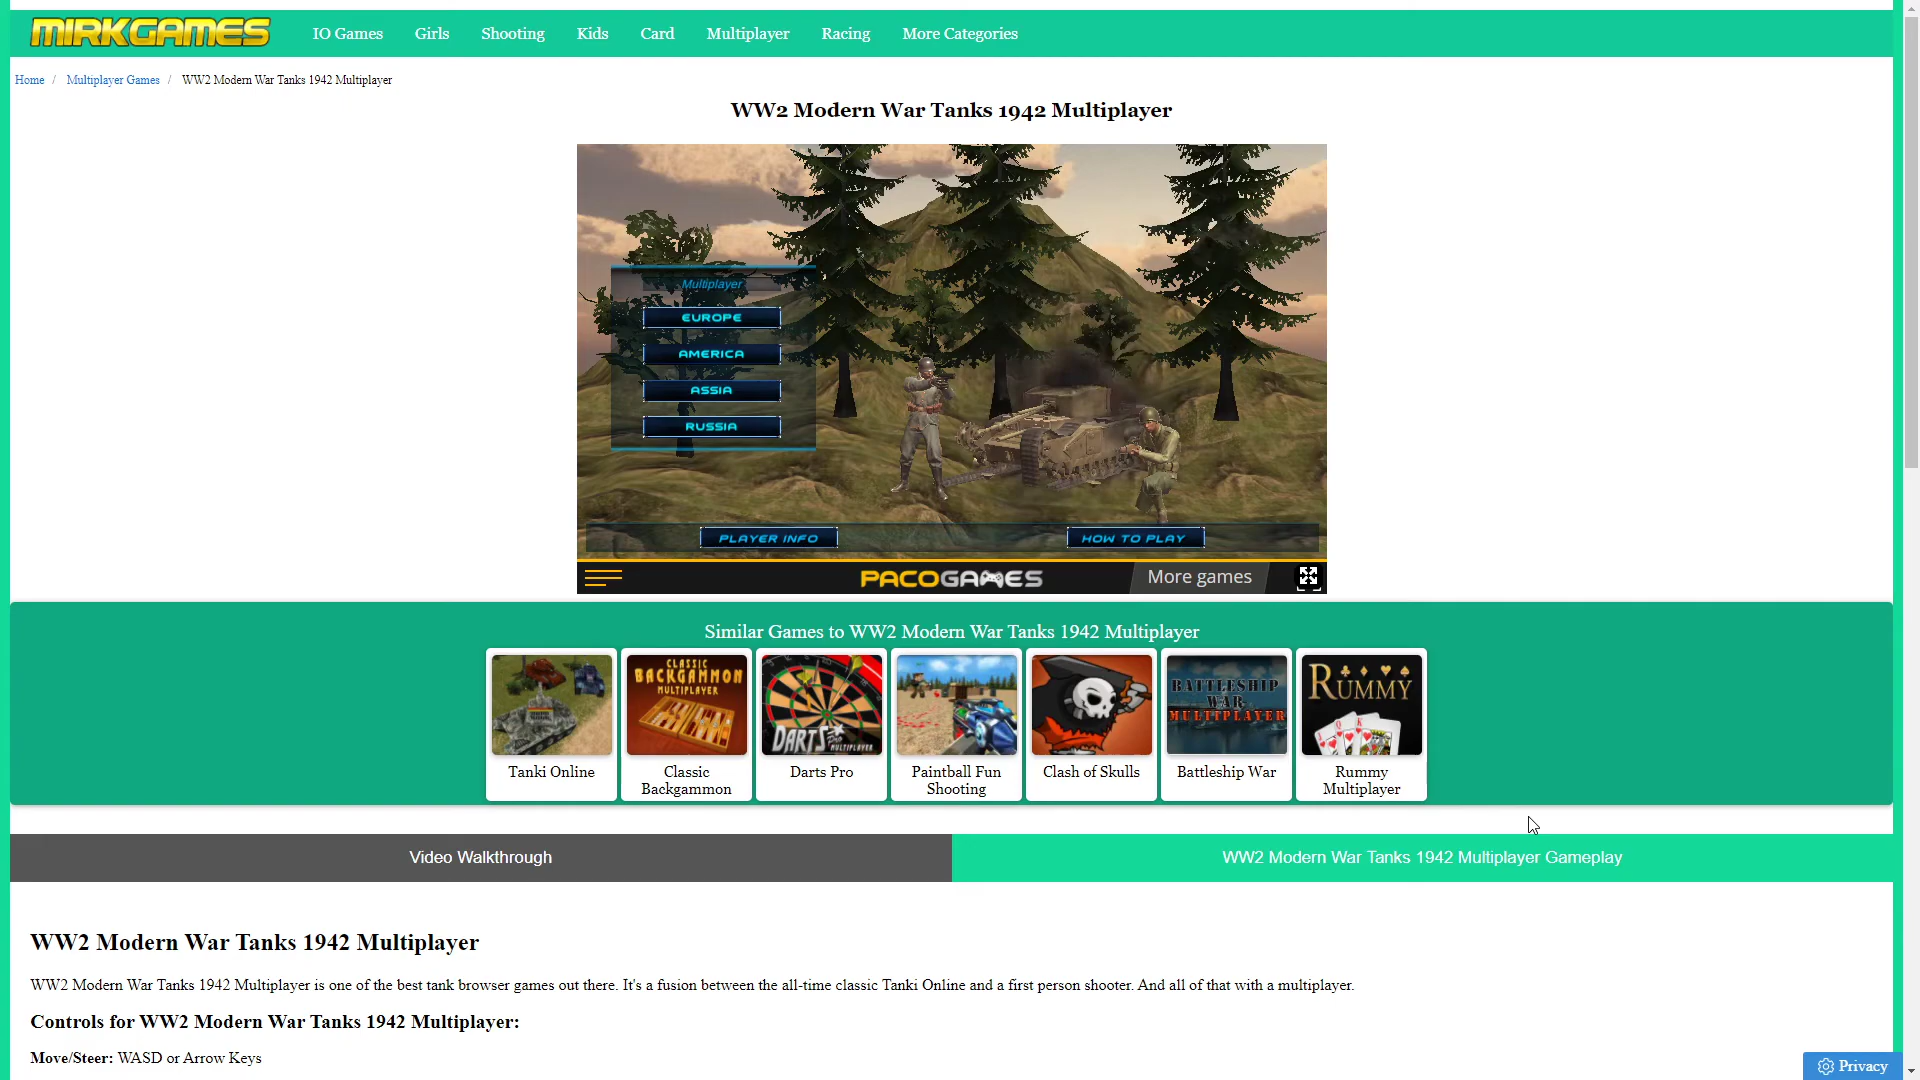 MIRKGAMES
IO Games
Girls
Shooting
Kids
Card
Multiplayer
Racing
More Categories
Home / Multiplayer Games / WW2 Modern War Tanks 1942 Multiplayer
WW2 Modern War Tanks 1942 Multiplayer
Multiplayer
EUROPE
AMERICA
ASSIA
RUSSIA
PLAYER INFO
HOW TO PLAY
PACOGAMES
More games
Similar Games to WW2 Modern War Tanks 1942 Multiplayer
CLASSIC
BACKGAMMON
MULTIPLAYER
DARTS Pro
MULTIPLAYER
BATTLESHIP
WAR
MULTIPLAYER
RUMMY
Tanki Online
Classic
Backgammon
Darts Pro
Paintball Fun
Shooting
Clash of Skulls
Battleship War
Rummy
Multiplayer
Video Walkthrough
WW2 Modern War Tanks 1942 Multiplayer Gameplay
WW2 Modern War Tanks 1942 Multiplayer
WW2 Modern War Tanks 1942 Multiplayer is one of the best tank browser games out there. It's a fusion between the all-time classic Tanki Online and a first person shooter. And all of that with a multiplayer.
Controls for WW2 Modern War Tanks 1942 Multiplayer:
Move/Steer: WASD or Arrow Keys
Privacy